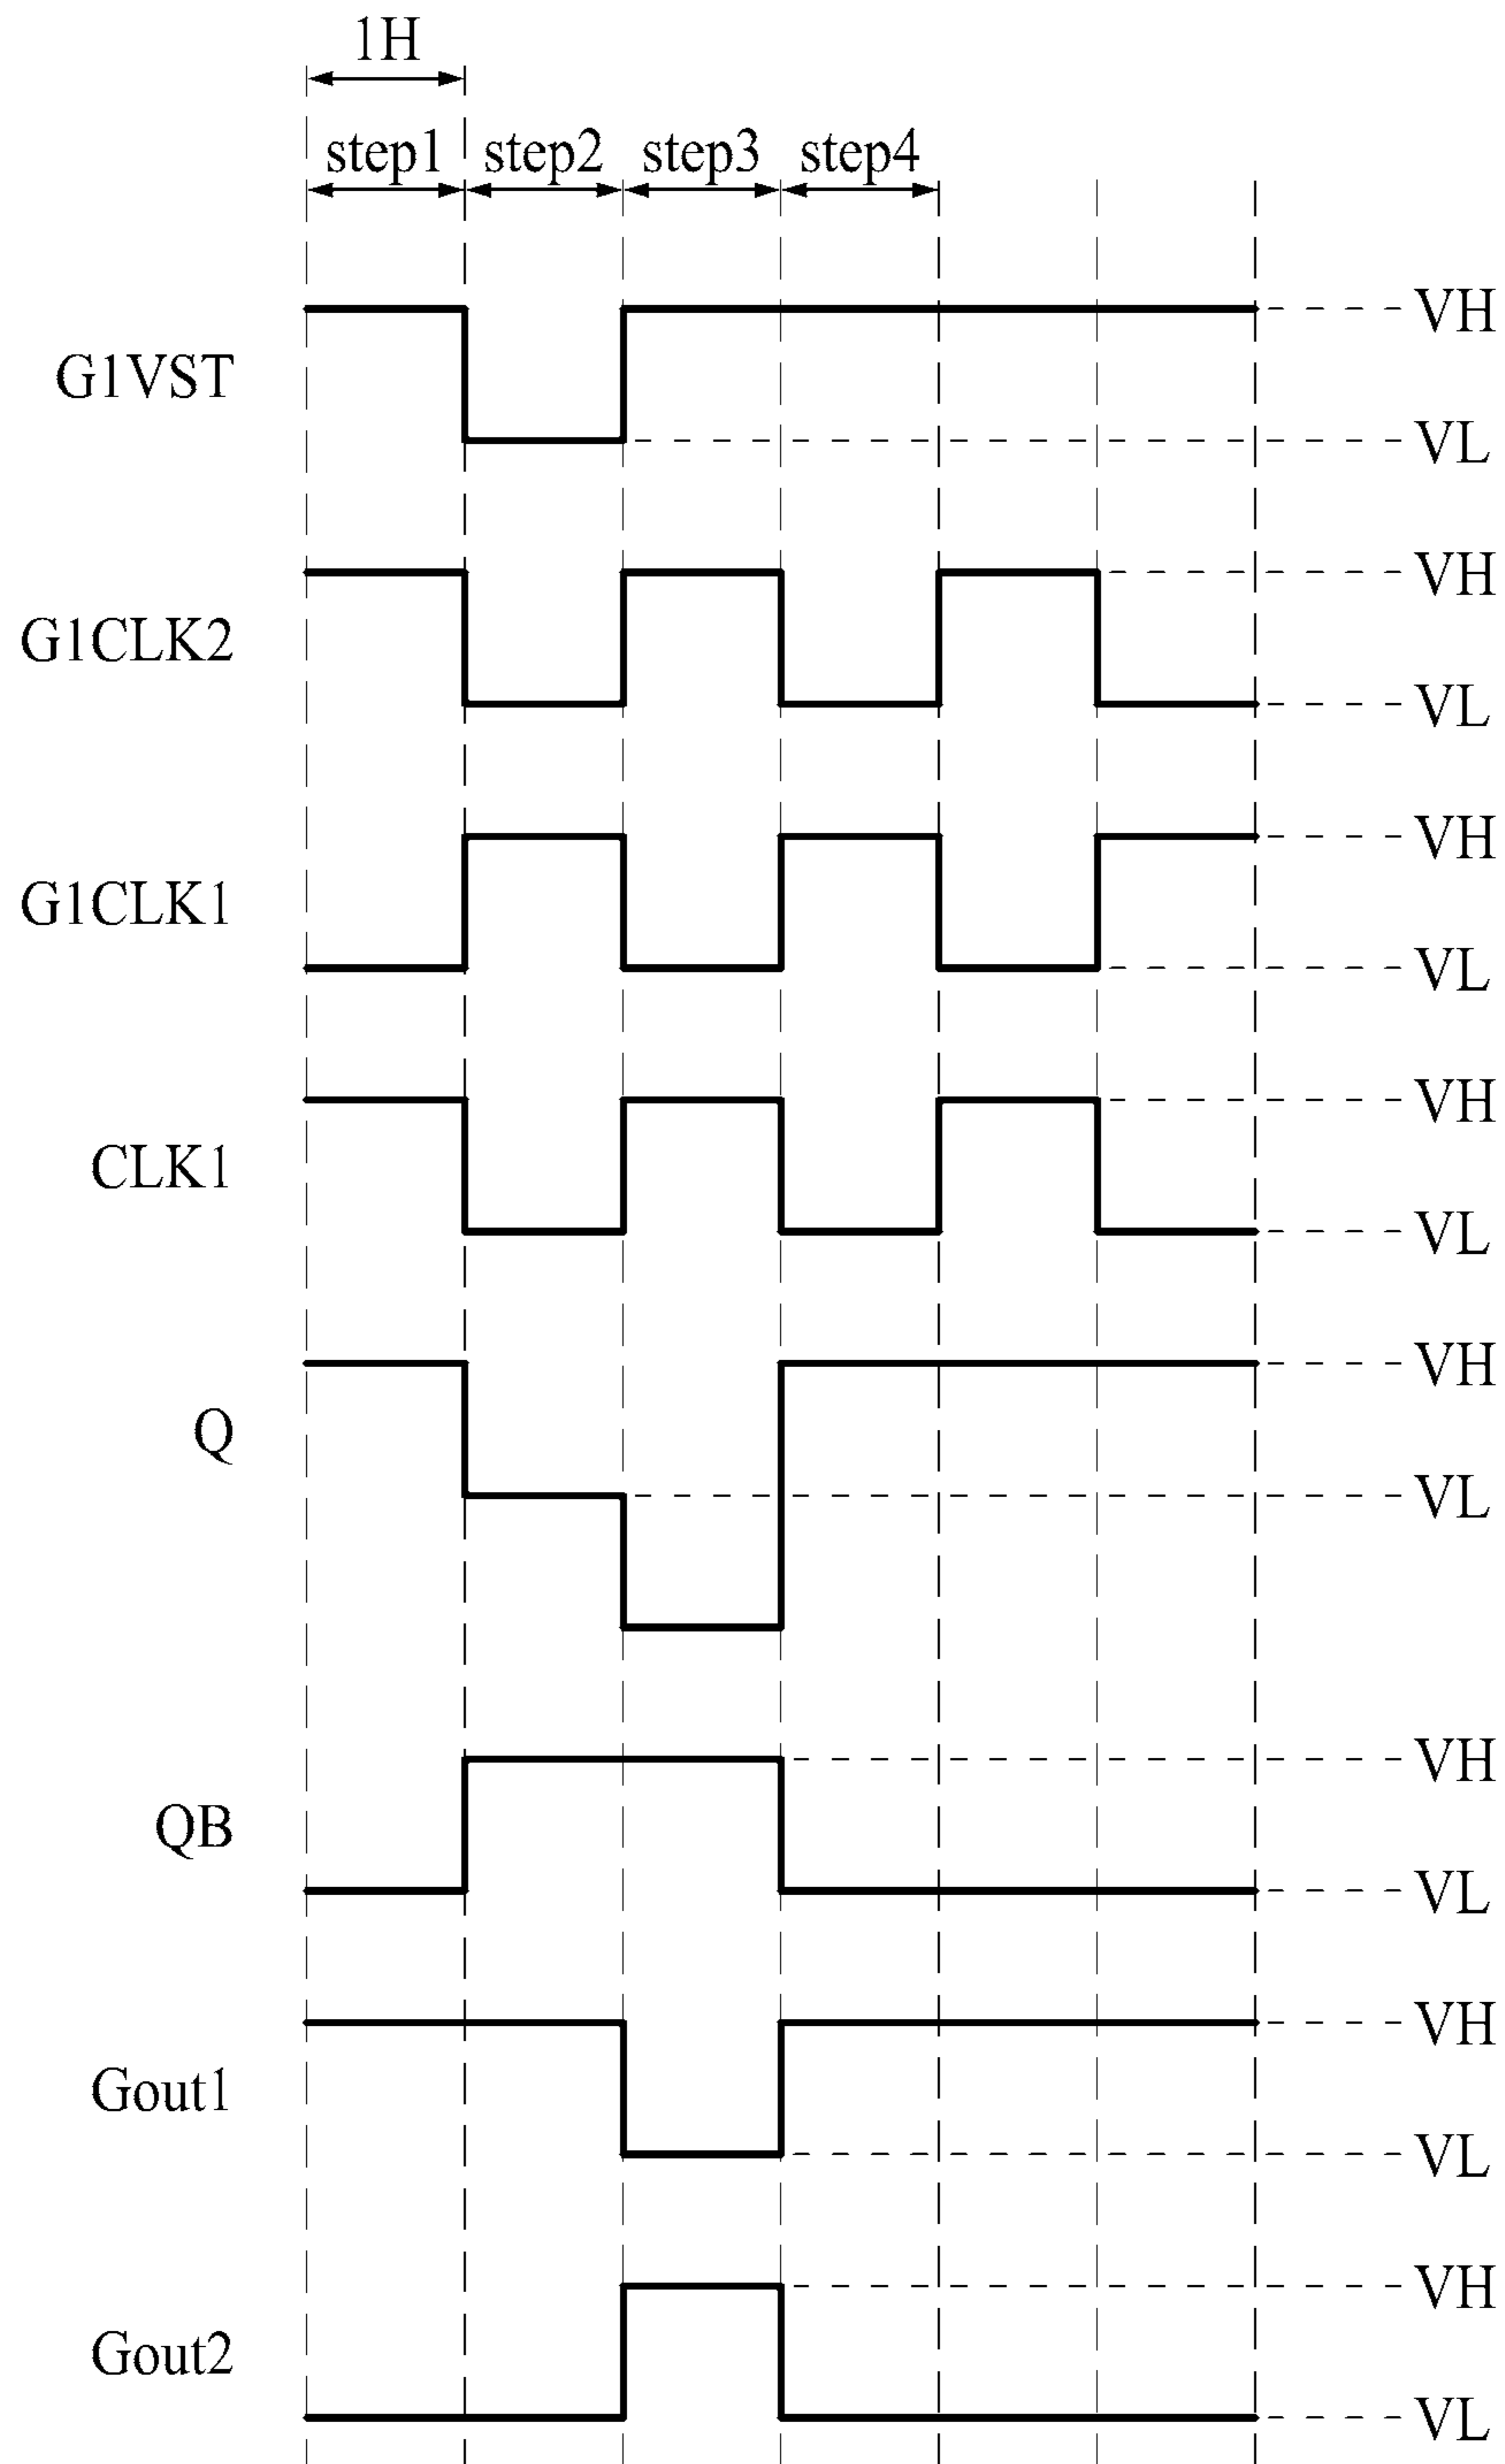 1H
step1 step2 step3 step4
G1VST
VH
VL
G1CLK2
VH
VL
G1CLK1
VH
VL
CLK1
VH
VL
Q
VH
VL
QB
VH
VL
Gout1
VH
VL
Gout2
VH
VL